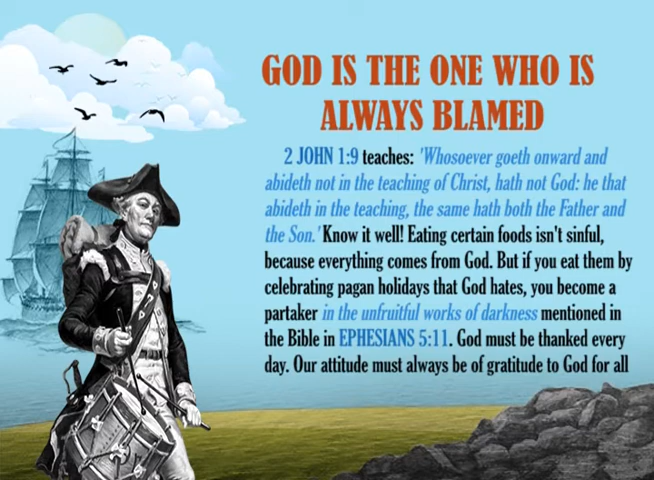 GOD IS THE ONE WHO IS
ALWAYS BLAMED
2 JOHN 1:9 teaches: 'Whosoever goeth onward and
abideth not in the teaching of Christ, hath not God: he that
abideth in the teaching, the same hath both the Father and
the Son.' Know it well! Eating certain foods isn't sinful,
because everything comes from God. But if you eat them by
celebrating pagan holidays that God hates, you become a
partaker in the unfruitful works of darkness mentioned in
the Bible in EPHESIANS 5:11. God must be thanked every
day. Our attitude must always be of gratitude to God for all